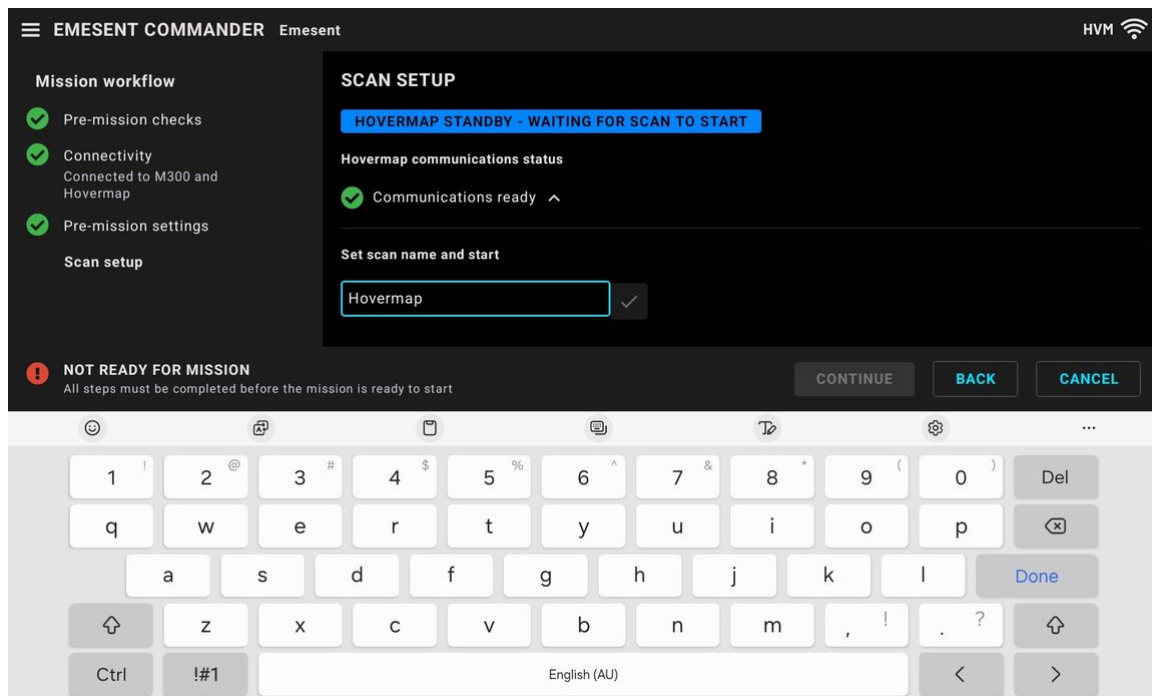 EMESENT COMMANDER Emesent
HVM
Mission workflow
Pre-mission checks
Connectivity
Connected to M300 and
Hovermap
Pre-mission settings
Scan setup
SCAN SETUP
HOVERMAP STANDBY - WAITING FOR SCAN TO START
Hovermap communications status
Communications ready
Set scan name and start
Hovermap
NOT READY FOR MISSION
All steps must be completed before the mission is ready to start
CONTINUE BACK CANCEL
1 ! 2 @ 3 # 4 $ 5 % 6 ^ 7 & 8 * 9 ( 0 ) Del
q w e r t y u i o p
a s d f g h j k l Done
z x c v b n m , ! . ?
Ctrl !#1 English (AU) < >